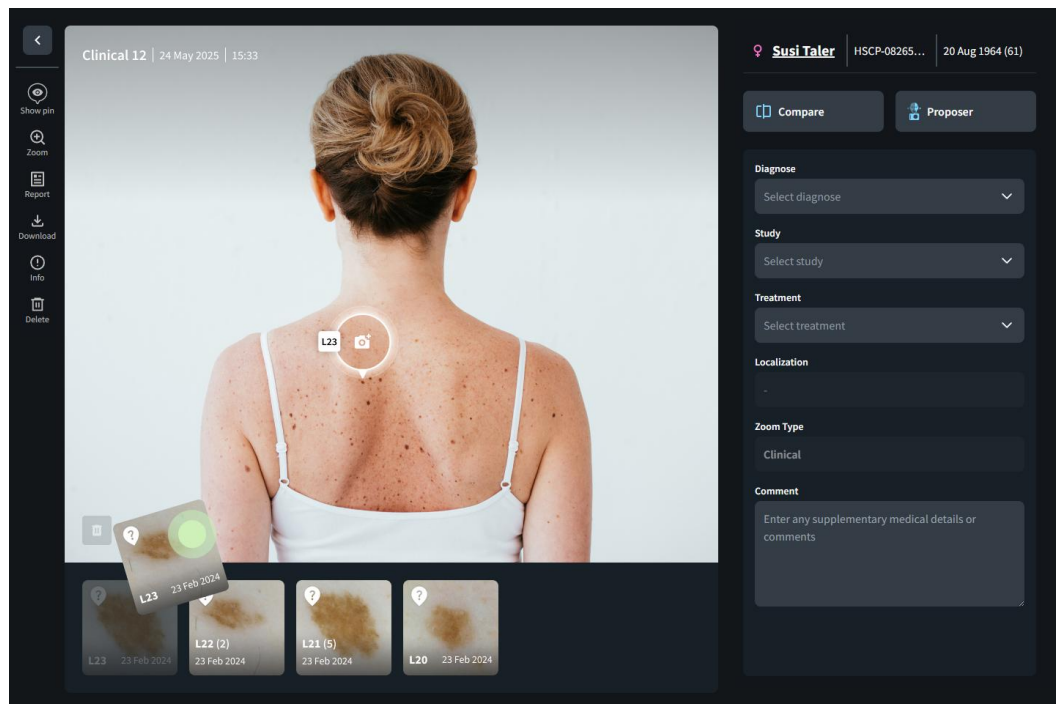 Clinical 12 | 24 May 2025 | 15:33
Show pin
Zoom
Report
Download
Info
Delete
L23
?
L23 23 Feb 2024
?
L23 23 Feb 2024
?
L22 (2)
23 Feb 2024
?
L21 (5)
23 Feb 2024
?
L20 23 Feb 2024
Susi Taler | HSCP-08265... | 20 Aug 1964 (61)
Compare
Proposer
Diagnose
Select diagnose
Study
Select study
Treatment
Select treatment
Localization
-
Zoom Type
Clinical
Comment
Enter any supplementary medical details or
comments